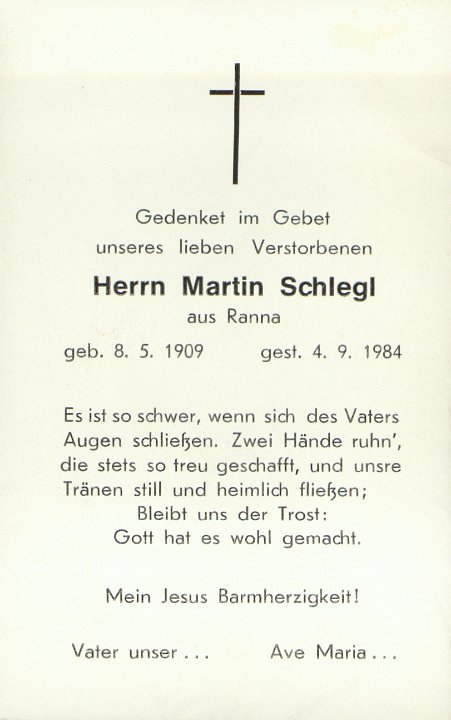 Gedenket im Gebet
unseres lieben Verstorbenen
Herrn Martin Schlegl
aus Ranna
geb. 8. 5. 1909 gest. 4. 9. 1984
Es ist so schwer, wenn sich des Vaters
Augen schließen. Zwei Hände ruhn',
die stets so treu geschafft, und unsre
Tränen still und heimlich fließen;
Bleibt uns der Trost:
Gott hat es wohl gemacht.
Mein Jesus Barmherzigkeit!
Vater unser . . . Ave Maria . . .